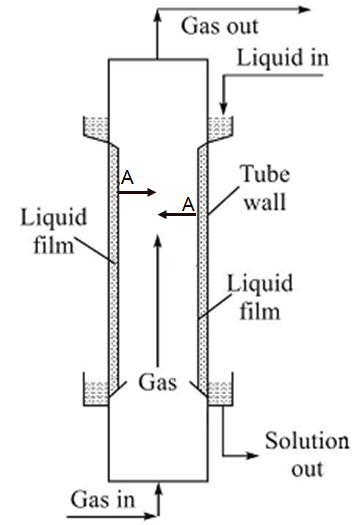 Gas out
Liquid in
A
A
Tube
wall
Liquid
film
Liquid
film
Gas
Solution
out
Gas in